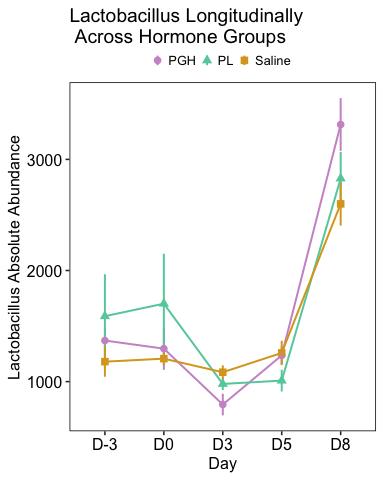 Lactobacillus Longitudinally
Across Hormone Groups
PGH PL Saline
Lactobacillus Absolute Abundance
3000
2000
1000
D-3 D0 D3 D5 D8
Day